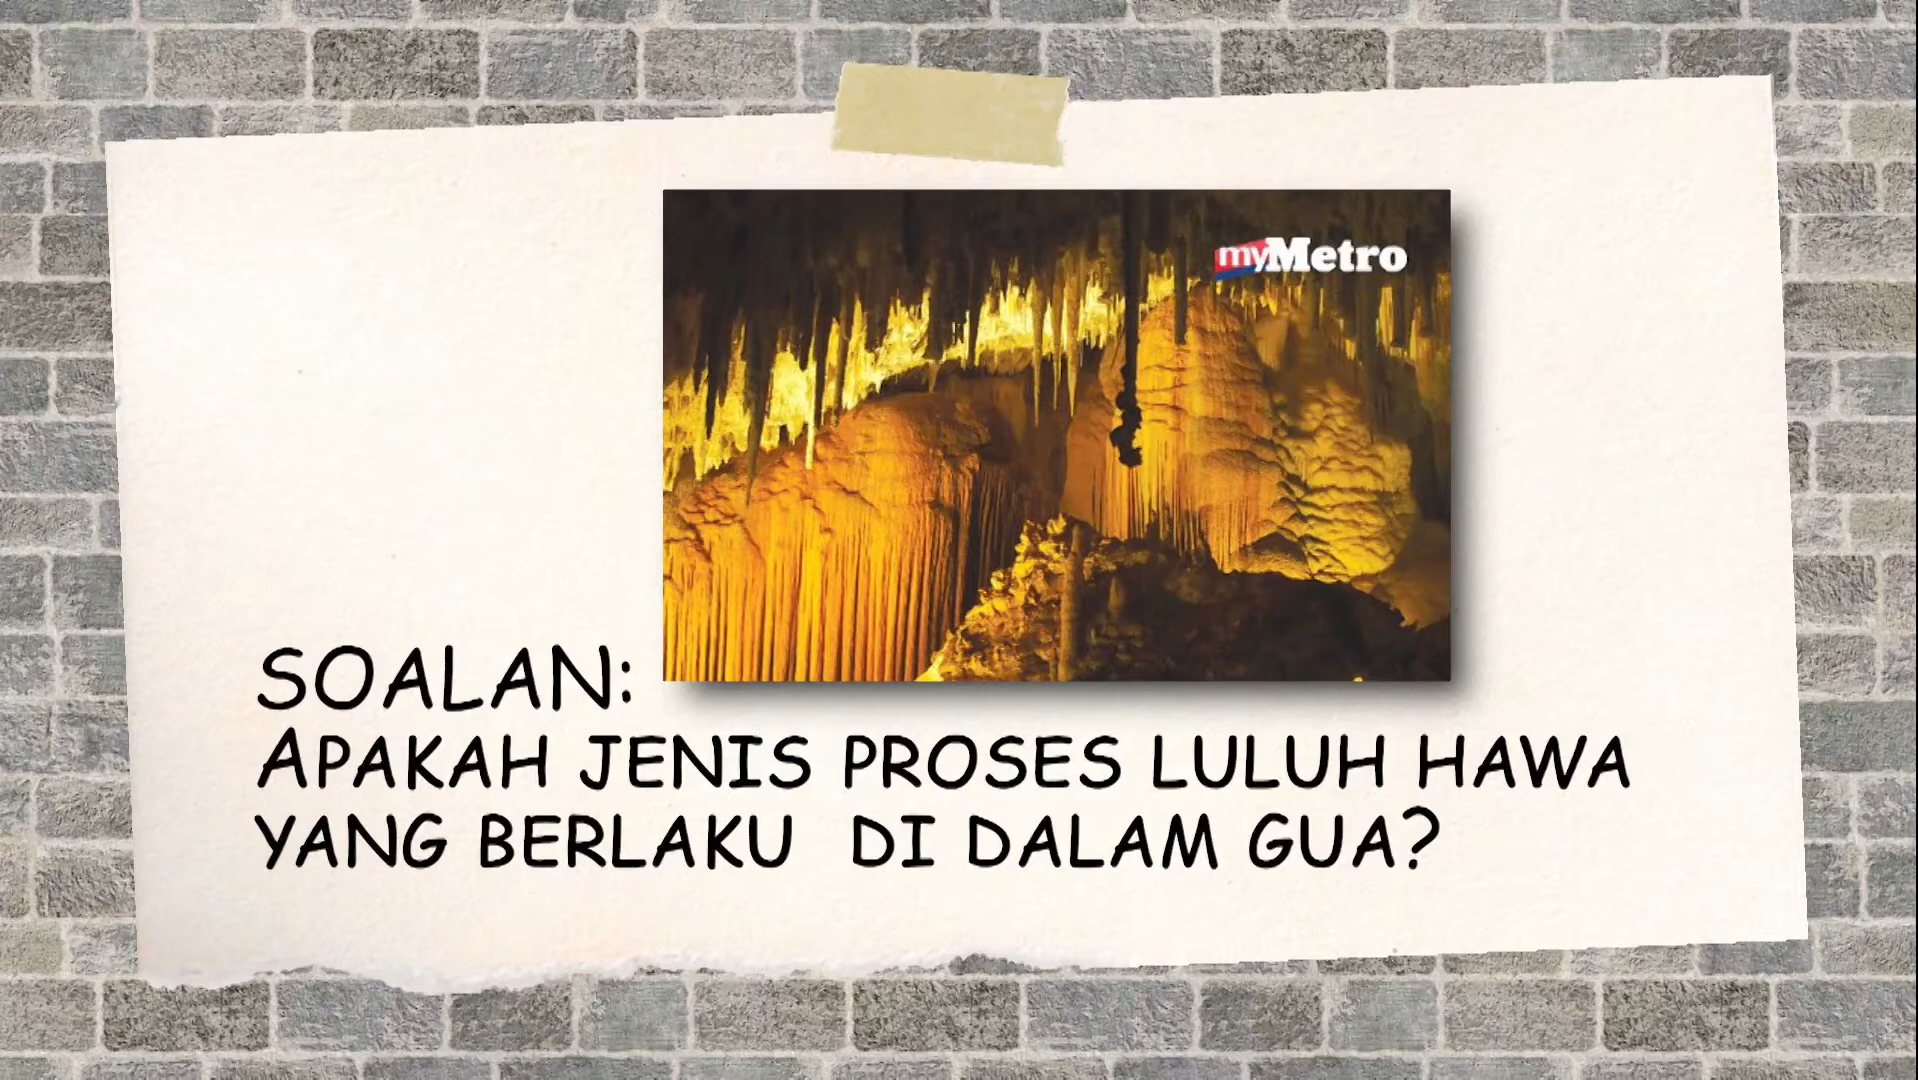 myMetro
SOALAN:
APAKAH JENIS PROSES LULUH HAWA
YANG BERLAKU DI DALAM GUA?